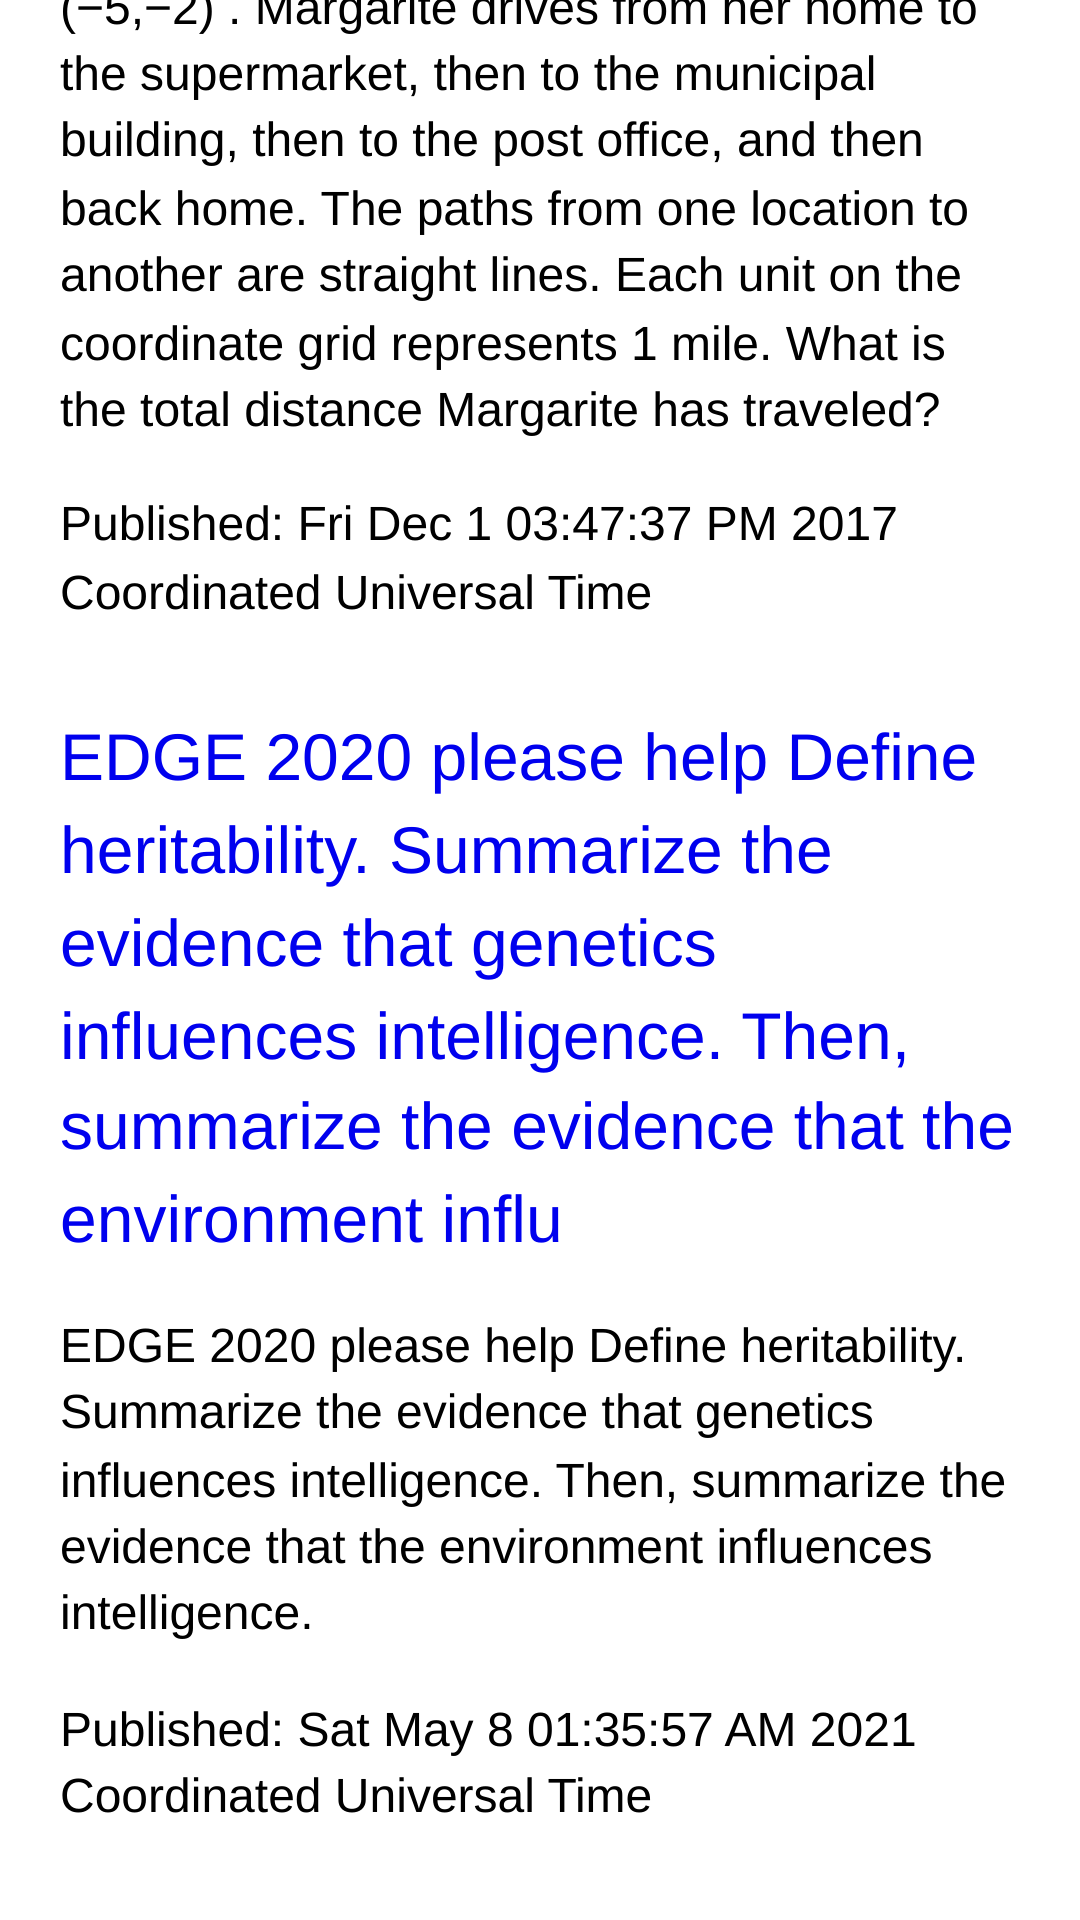 (−5,−2) . Margarite drives from her home to
the supermarket, then to the municipal
building, then to the post office, and then
back home. The paths from one location to
another are straight lines. Each unit on the
coordinate grid represents 1 mile. What is
the total distance Margarite has traveled?
Published: Fri Dec 1 03:47:37 PM 2017
Coordinated Universal Time
EDGE 2020 please help Define
heritability. Summarize the
evidence that genetics
influences intelligence. Then,
summarize the evidence that the
environment influ
EDGE 2020 please help Define heritability.
Summarize the evidence that genetics
influences intelligence. Then, summarize the
evidence that the environment influences
intelligence.
Published: Sat May 8 01:35:57 AM 2021
Coordinated Universal Time